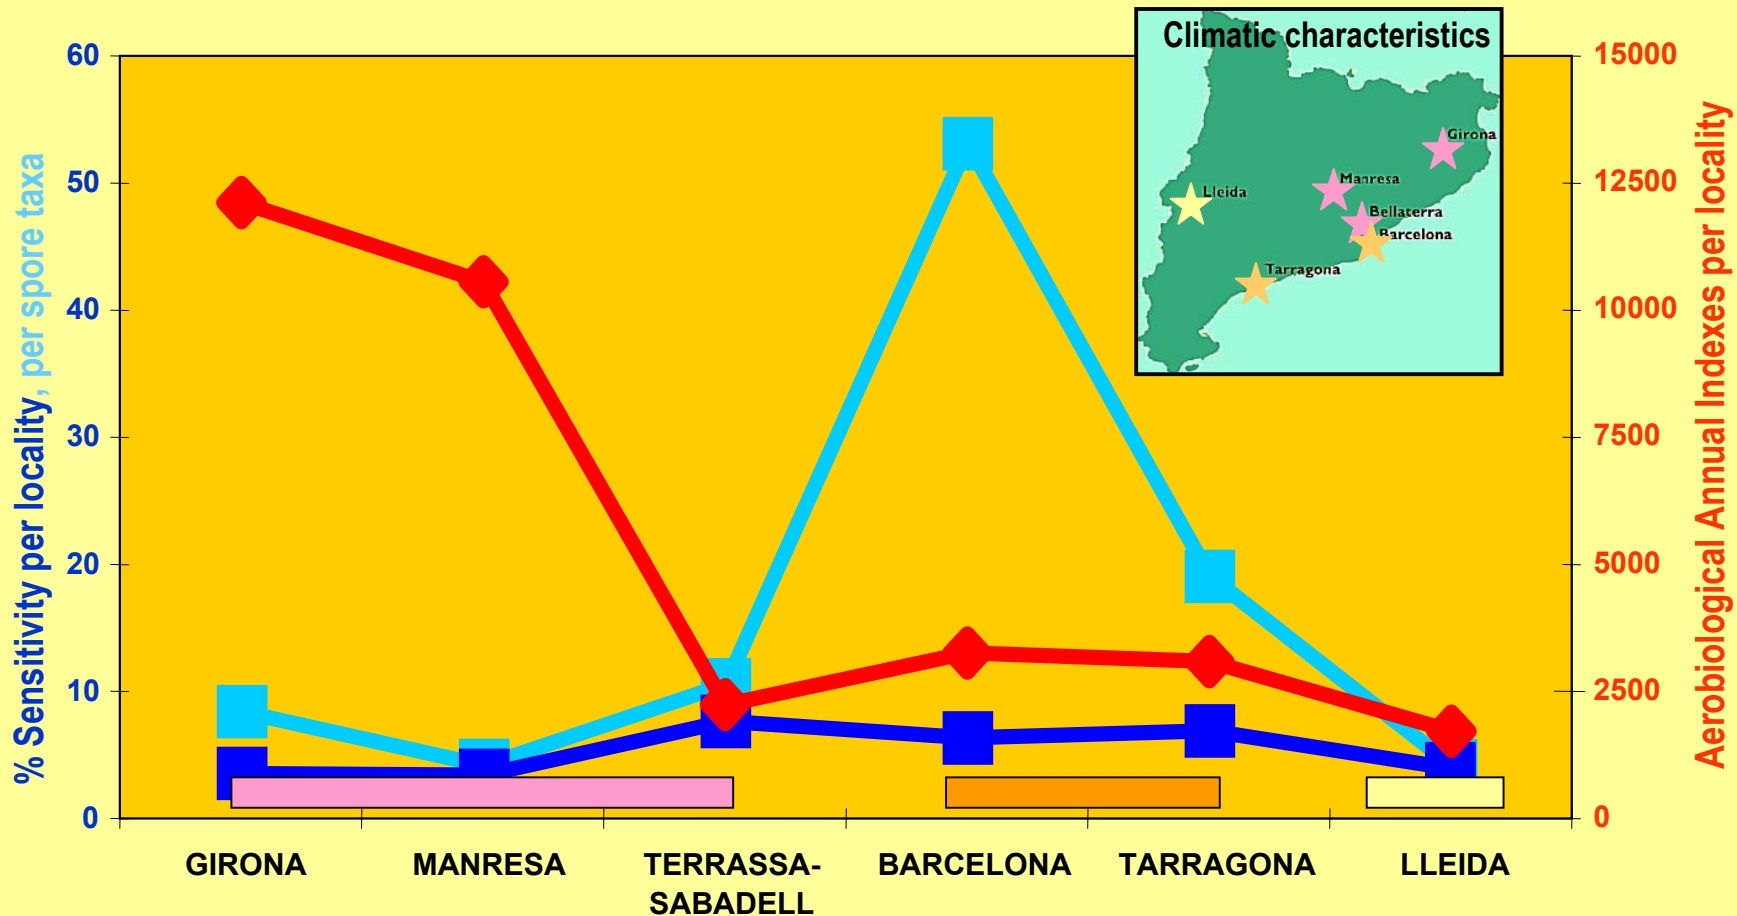 % Sensitivity per locality, per spore taxa
60
50
40
30
20
10
0
Climatic characteristics
Girona
Manresa
Lleida
Bellaterra
Barcelona
Tarragona
15000
12500
10000
7500
5000
2500
0
Aerobiological Annual Indexes per locality
GIRONA
MANRESA
TERRASSA-
SABADELL
BARCELONA
TARRAGONA
LLEIDA